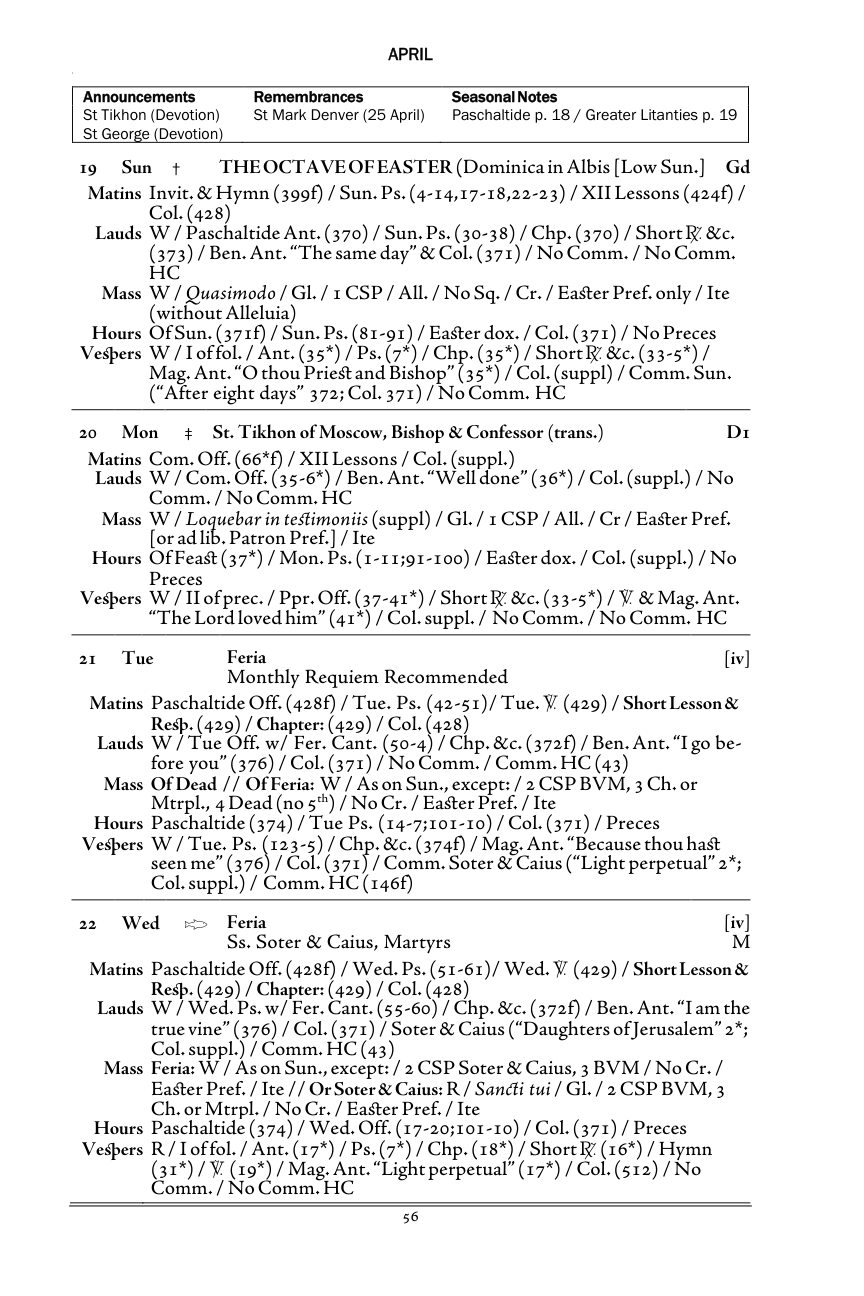 APRIL
Announcements Remembrances Seasonal Notes
St Tikhon (Devotion) St Mark Denver (25 April) Paschaltide p. 18 / Greater Litanties p. 19
St George (Devotion)
19 Sun † THE OCTAVE OF EASTER (Dominica in Albis [Low Sun.] Gd
Matins Invit. & Hymn (399f) / Sun. Ps. (4-14,17-18,22-23) / XII Lessons (424f) /
Col. (428)
Lauds W / Paschaltide Ant. (370) / Sun. Ps. (30-38) / Chp. (370) / Short ℟. &c.
(373) / Ben. Ant. “The same day” & Col. (371) / No Comm. / No Comm.
HC
Mass W / Quasimodo / Gl. / 1 CSP / All. / No Sq. / Cr. / Easter Pref. only / Ite
(without Alleluia)
Hours Of Sun. (371f) / Sun. Ps. (81-91) / Easter dox. / Col. (371) / No Preces
Vespers W / I of fol. / Ant. (35*) / Ps. (7*) / Chp. (35*) / Short ℟. &c. (33-5*) /
Mag. Ant. “O thou Priest and Bishop” (35*) / Col. (suppl) / Comm. Sun.
(“After eight days” 372; Col. 371) / No Comm. HC
20 Mon ‡ St. Tikhon of Moscow, Bishop & Confessor (trans.) D1
Matins Com. Off. (66*f) / XII Lessons / Col. (suppl.)
Lauds W / Com. Off. (35-6*) / Ben. Ant. “Well done” (36*) / Col. (suppl.) / No
Comm. / No Comm. HC
Mass W / Loquebar in testimoniis (suppl) / Gl. / 1 CSP / All. / Cr / Easter Pref.
[or ad lib. Patron Pref.] / Ite
Hours Of Feast (37*) / Mon. Ps. (1-11;91-100) / Easter dox. / Col. (suppl.) / No
Preces
Vespers W / II of prec. / Ppr. Off. (37-41*) / Short ℟. &c. (33-5*) / ℣. & Mag. Ant.
“The Lord loved him” (41*) / Col. suppl. / No Comm. / No Comm. HC
21 Tue Feria [iv]
Monthly Requiem Recommended
Matins Paschaltide Off. (428f) / Tue. Ps. (42-51)/ Tue. ℣. (429) / Short Lesson &
Resp. (429) / Chapter: (429) / Col. (428)
Lauds W / Tue Off. w/ Fer. Cant. (50-4) / Chp. &c. (372f) / Ben. Ant. “I go be-
fore you” (376) / Col. (371) / No Comm. / Comm. HC (43)
Mass Of Dead // Of Feria: W / As on Sun., except: / 2 CSP BVM, 3 Ch. or
Mtrpl., 4 Dead (no 5th) / No Cr. / Easter Pref. / Ite
Hours Paschaltide (374) / Tue Ps. (14-7;101-10) / Col. (371) / Preces
Vespers W / Tue. Ps. (123-5) / Chp. &c. (374f) / Mag. Ant. “Because thou hast
seen me” (376) / Col. (371) / Comm. Soter & Caius (“Light perpetual” 2*;
Col. suppl.) / Comm. HC (146f)
22 Wed Feria [iv]
Ss. Soter & Caius, Martyrs M
Matins Paschaltide Off. (428f) / Wed. Ps. (51-61)/ Wed. ℣. (429) / Short Lesson &
Resp. (429) / Chapter: (429) / Col. (428)
Lauds W / Wed. Ps. w/ Fer. Cant. (55-60) / Chp. &c. (372f) / Ben. Ant. “I am the
true vine” (376) / Col. (371) / Soter & Caius (“Daughters of Jerusalem” 2*;
Col. suppl.) / Comm. HC (43)
Mass Feria: W / As on Sun., except: / 2 CSP Soter & Caius, 3 BVM / No Cr. /
Easter Pref. / Ite // Or Soter & Caius: R / Sancti tui / Gl. / 2 CSP BVM, 3
Ch. or Mtrpl. / No Cr. / Easter Pref. / Ite
Hours Paschaltide (374) / Wed. Off. (17-20;101-10) / Col. (371) / Preces
Vespers R / I of fol. / Ant. (17*) / Ps. (7*) / Chp. (18*) / Short ℟. (16*) / Hymn
(31*) / ℣. (19*) / Mag. Ant. “Light perpetual” (17*) / Col. (512) / No
Comm. / No Comm. HC
56